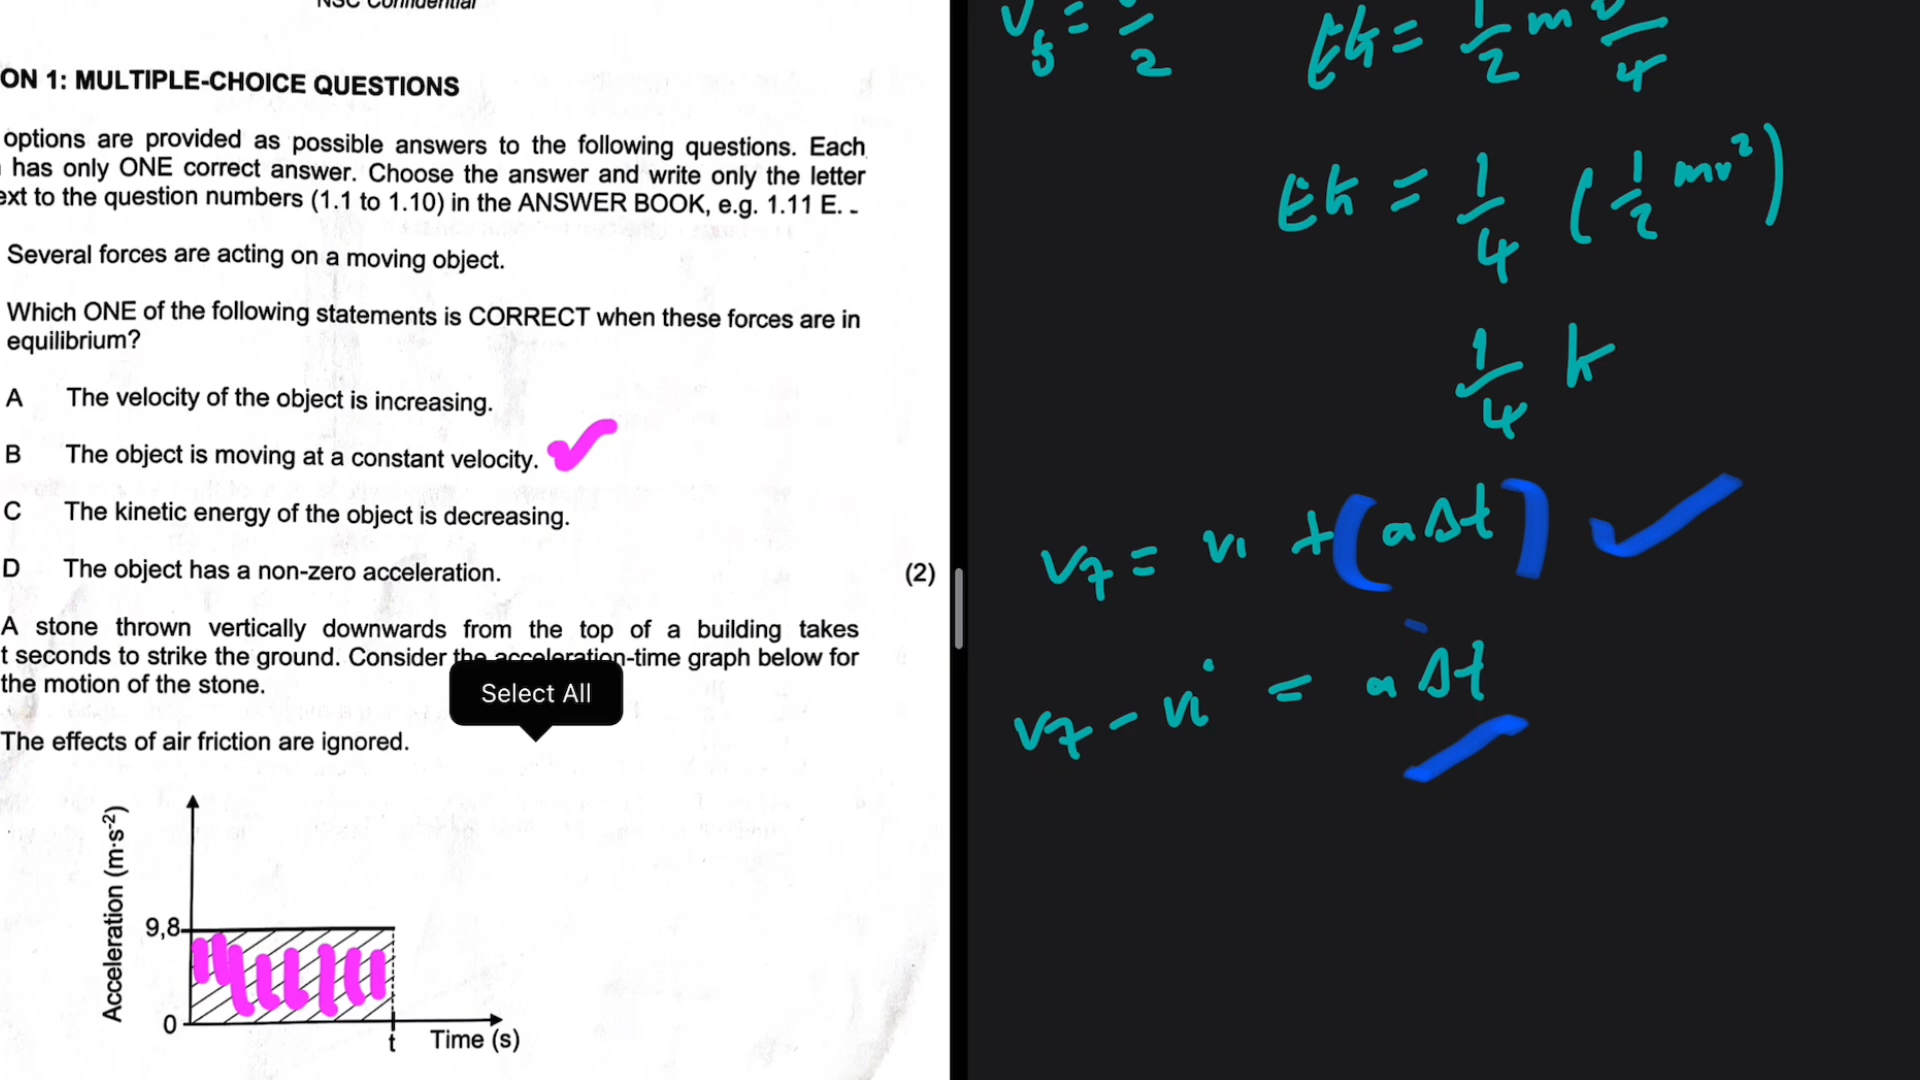 NSC Confidential
ON 1: MULTIPLE-CHOICE QUESTIONS
options are provided as possible answers to the following questions. Each
has only ONE correct answer. Choose the answer and write only the letter
ext to the question numbers (1.1 to 1.10) in the ANSWER BOOK, e.g. 1.11 E.
Several forces are acting on a moving object.
Which ONE of the following statements is CORRECT when these forces are in
equilibrium?
A The velocity of the object is increasing.
B The object is moving at a constant velocity.
C The kinetic energy of the object is decreasing.
D The object has a non-zero acceleration. (2)
A stone thrown vertically downwards from the top of a building takes
t seconds to strike the ground. Consider the acceleration-time graph below for
the motion of the stone.
Select All
The effects of air friction are ignored.
Acceleration (m·s⁻²)
9,8
0
t
Time (s)
Ek = 1/4 (1/2 mv²)
1/4 k
vf = vi + (aΔt)
vf - vi = aΔt